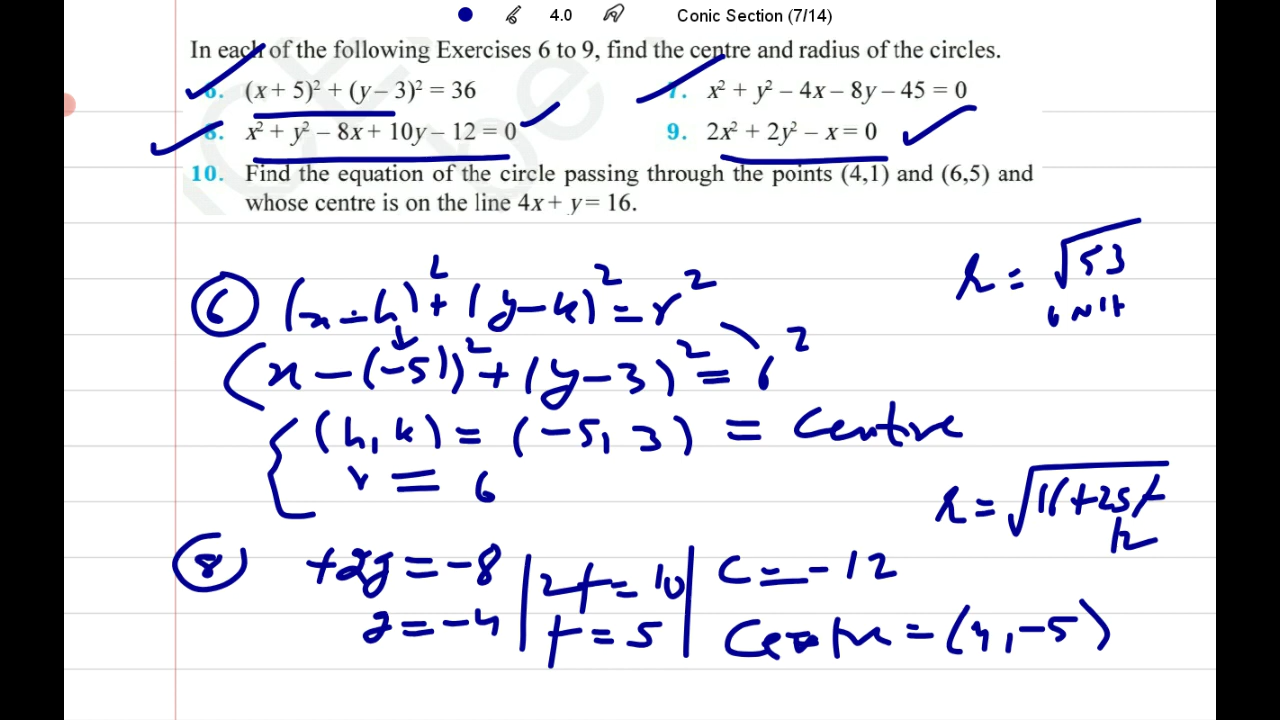 4.0 Conic Section (7/14)
In each of the following Exercises 6 to 9, find the centre and radius of the circles.
6. (x + 5)² + (y – 3)² = 36 7. x² + y² – 4x – 8y – 45 = 0
8. x² + y² – 8x + 10y – 12 = 0 9. 2x² + 2y² – x = 0
10. Find the equation of the circle passing through the points (4,1) and (6,5) and
whose centre is on the line 4x + y = 16.
r = √53
unit
6 (x - h)² + (y - k)² = r²
(x - (-5))² + (y - 3)² = 6²
(h, k) = (-5, 3) = Centre
r = 6
r = √16+25+
12
8 +2g = -8 | 2f = 10 | C = -12
g = -4 | f = 5 | Centre = (4, -5)